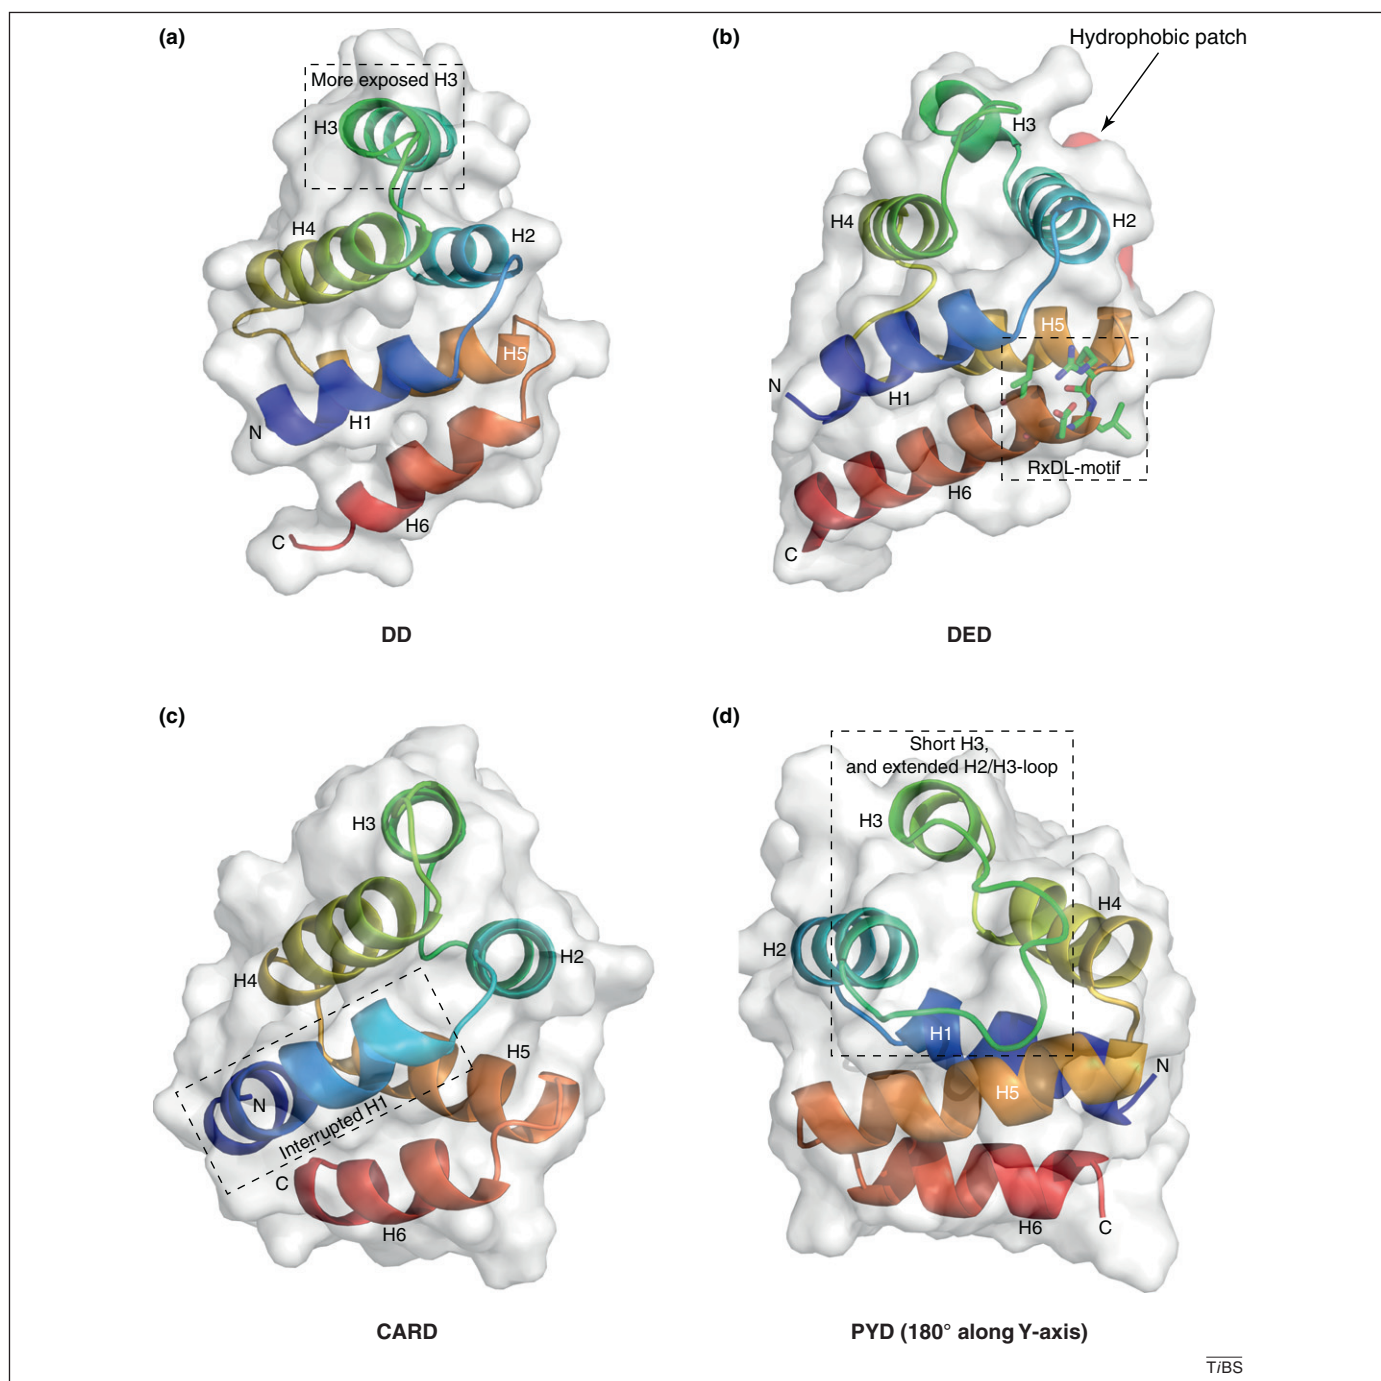 (a)
More exposed H3
H3
H4
H2
H5
N
H1
H6
C
DD
(b)
Hydrophobic patch
H3
H4
H2
H5
N
H1
RxDL-motif
H6
C
DED
(c)
H3
H2
H4
H5
N
Interrupted H1
C
H6
CARD
(d)
Short H3,
and extended H2/H3-loop
H3
H4
H2
H1
N
H5
H6
C
PYD (180° along Y-axis)
TiBS